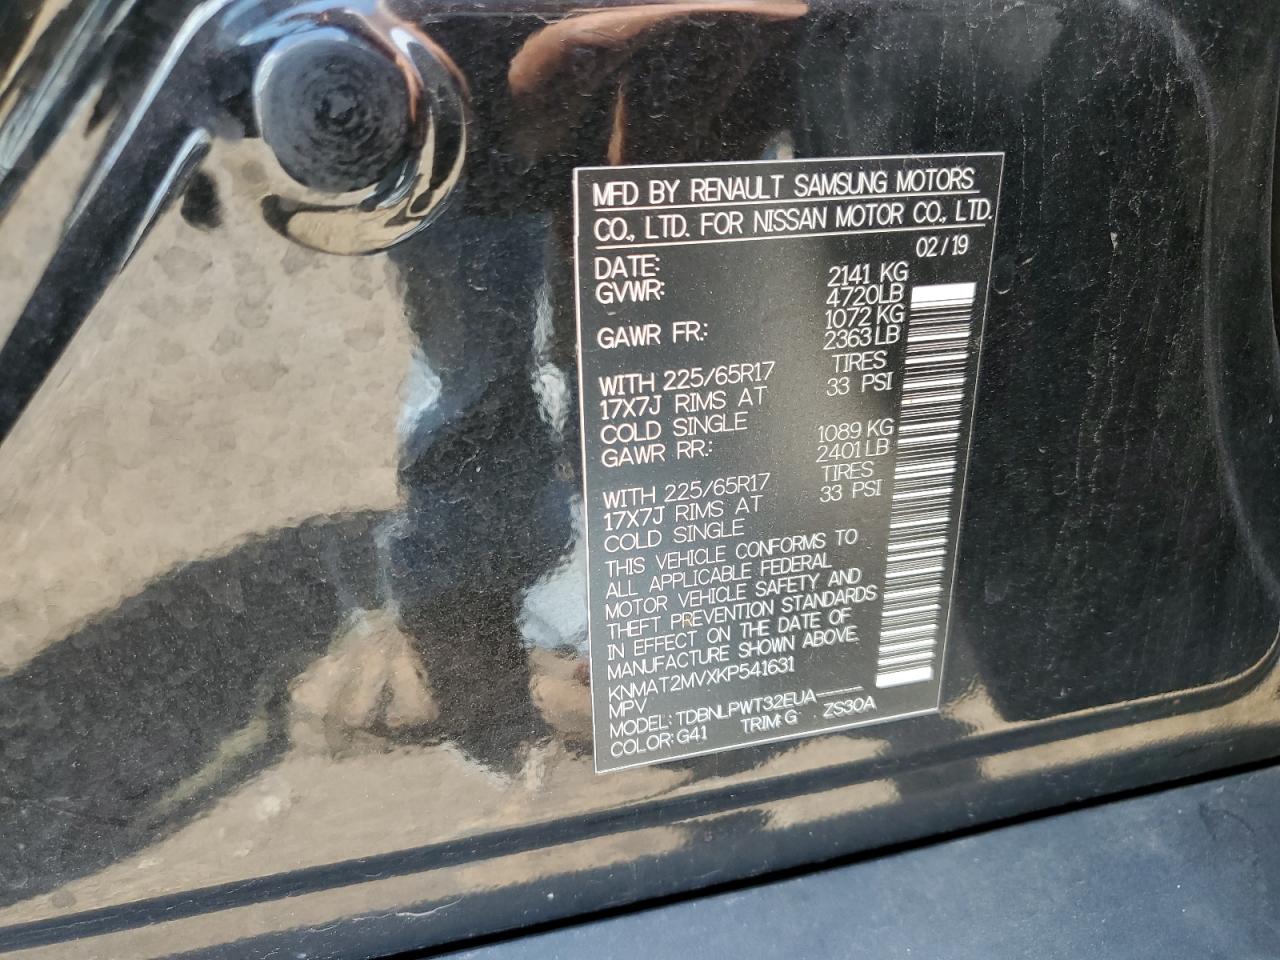 MFD BY RENAULT SAMSUNG MOTORS
CO., LTD. FOR NISSAN MOTOR CO., LTD.
DATE: 02/19
GVWR: 2141 KG
4720LB
GAWR FR.: 1072 KG
2363 LB
WITH 225/65R17 TIRES
17X7J RIMS AT 33 PSI
COLD SINGLE
GAWR RR.: 1089 KG
2401 LB
WITH 225/65R17 TIRES
17X7J RIMS AT 33 PSI
COLD SINGLE
THIS VEHICLE CONFORMS TO
ALL APPLICABLE FEDERAL
MOTOR VEHICLE SAFETY AND
THEFT PREVENTION STANDARDS
IN EFFECT ON THE DATE OF
MANUFACTURE SHOWN ABOVE.
KNMAT2MVXKP541631
MPV
MODEL: TDBNLPWT32EUA-----
COLOR: G41 TRIM: G ZS30A